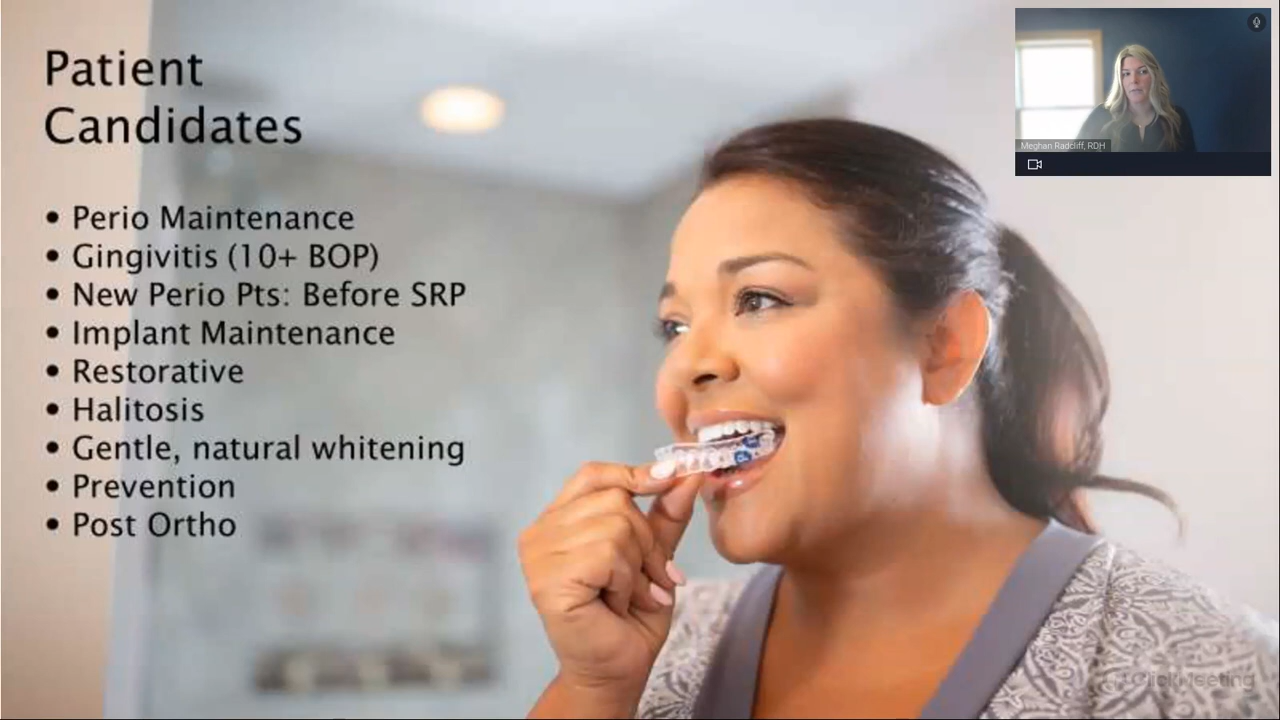 Patient
Candidates
• Perio Maintenance
• Gingivitis (10+ BOP)
• New Perio Pts: Before SRP
• Implant Maintenance
• Restorative
• Halitosis
• Gentle, natural whitening
• Prevention
• Post Ortho
Meghan Radcliff, RDH
ClickMeeting